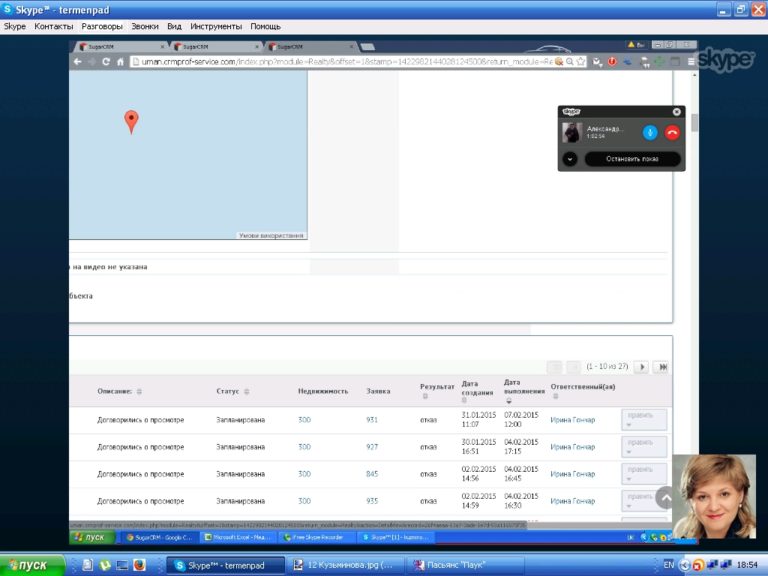 Skype™ - termenpad
Skype Контакты Разговоры Звонки Вид Инструменты Помощь
SugarCRM
SugarCRM
SugarCRM
uman.crmprof-service.com/index.php?module=Realty&offset=1&stamp=1422982144028124500&return_module=Re
skype
skype
Александр...
1:02:54
Остановить показ
Умови використання
а на видео не указана
бъекта
(1 - 10 из 27)
Описание: Статус Недвижимость Заявка Результат Дата создания Дата выполнения Ответственный(ая)
Договорились о просмотре Запланирована 300 931 отказ 31.01.2015 11:07 07.02.2015 12:00 Ирина Гончар править
Договорились о просмотре Запланирована 300 927 отказ 30.01.2015 16:51 04.02.2015 17:15 Ирина Гончар править
Договорились о просмотре Запланирована 300 845 отказ 02.02.2015 14:56 04.02.2015 16:45 Ирина Гончар править
Договорились о просмотре Запланирована 300 935 отказ 02.02.2015 14:59 04.02.2015 16:30 Ирина Гончар править
пуск SugarCRM - Google C... Microsoft Excel - Мед... Free Skype Recorder
пуск Skype™ - termenpad 12 Кузьминова.jpg (... Пасьянс "Паук" EN 18:54